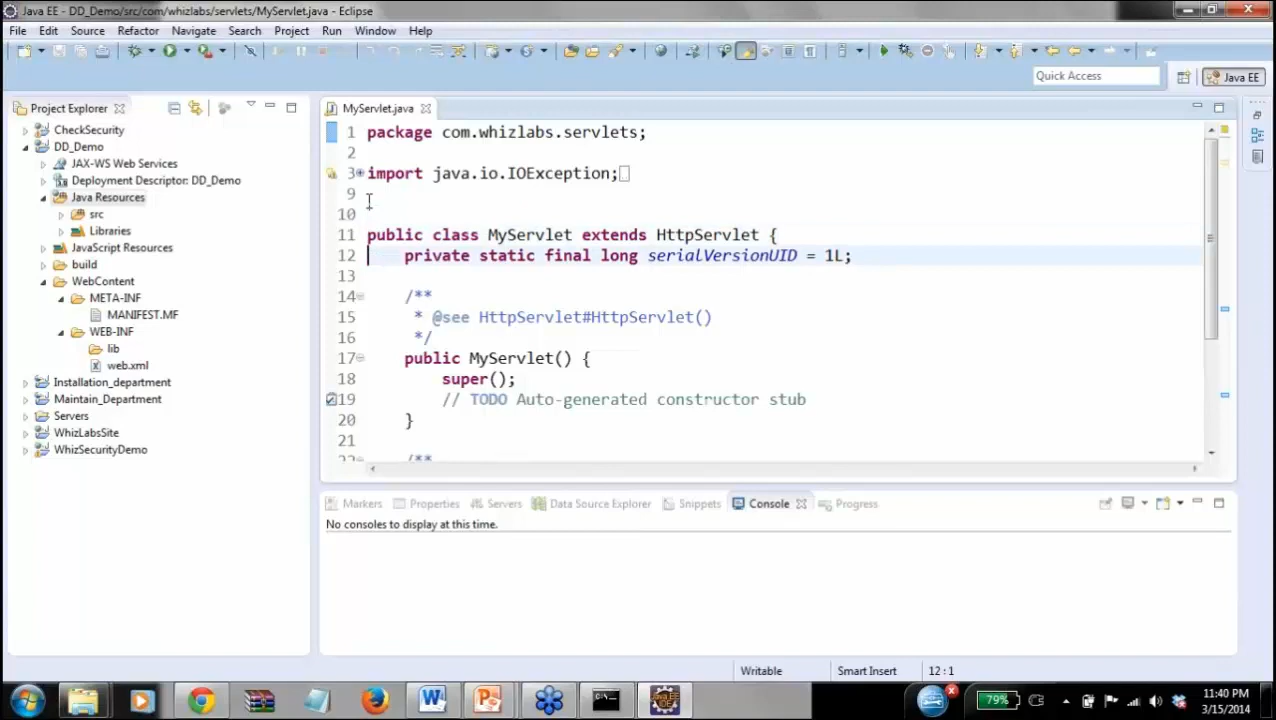 Java EE - DD_Demo/src/com/whizlabs/servlets/MyServlet.java - Eclipse
File Edit Source Refactor Navigate Search Project Run Window Help
Quick Access
Java EE
Project Explorer
CheckSecurity
DD_Demo
JAX-WS Web Services
Deployment Descriptor: DD_Demo
Java Resources
src
Libraries
JavaScript Resources
build
WebContent
META-INF
MANIFEST.MF
WEB-INF
lib
web.xml
Installation_department
Maintain_Department
Servers
WhizLabsSite
WhizSecurityDemo
MyServlet.java
1 package com.whizlabs.servlets;
2
3 import java.io.IOException;
9
10
11 public class MyServlet extends HttpServlet {
12 private static final long serialVersionUID = 1L;
13
14 /**
15 * @see HttpServlet#HttpServlet()
16 */
17 public MyServlet() {
18 super();
19 // TODO Auto-generated constructor stub
20 }
21
22 /**
Markers Properties Servers Data Source Explorer Snippets Console Progress
No consoles to display at this time.
Writable Smart Insert 12:1
79%
11:40 PM
3/15/2014